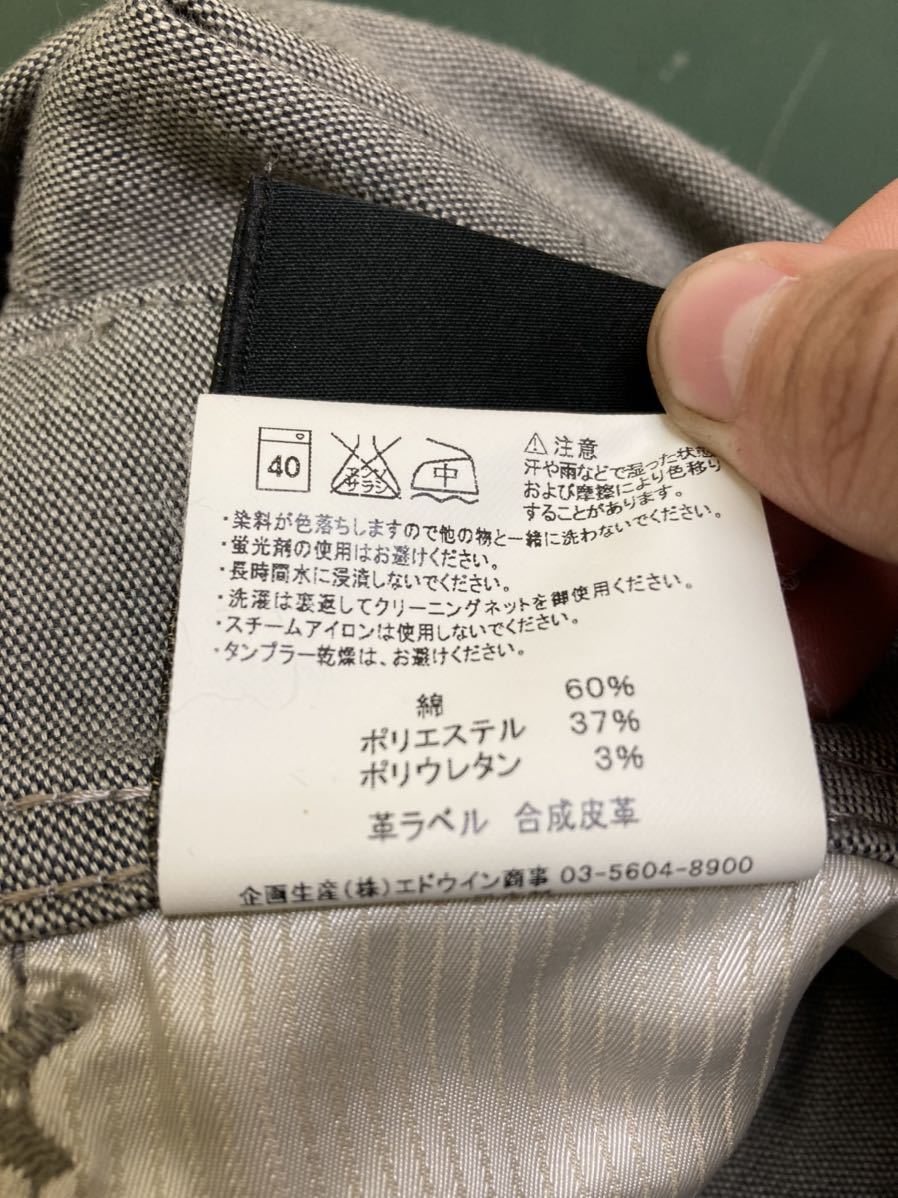 40
エンソ
サラシ
中
⚠注意
汗や雨などで湿った状態
および摩擦により色移り
することがあります。
・染料が色落ちしますので他の物と一緒に洗わないでください。
・蛍光剤の使用はお避けください。
・長時間水に浸漬しないでください。
・洗濯は裏返してクリーニングネットを御使用ください。
・スチームアイロンは使用しないでください。
・タンブラー乾燥は、お避けください。
綿 60%
ポリエステル 37%
ポリウレタン 3%
革ラベル 合成皮革
企画生産(株)エドウイン商事 03-5604-8900